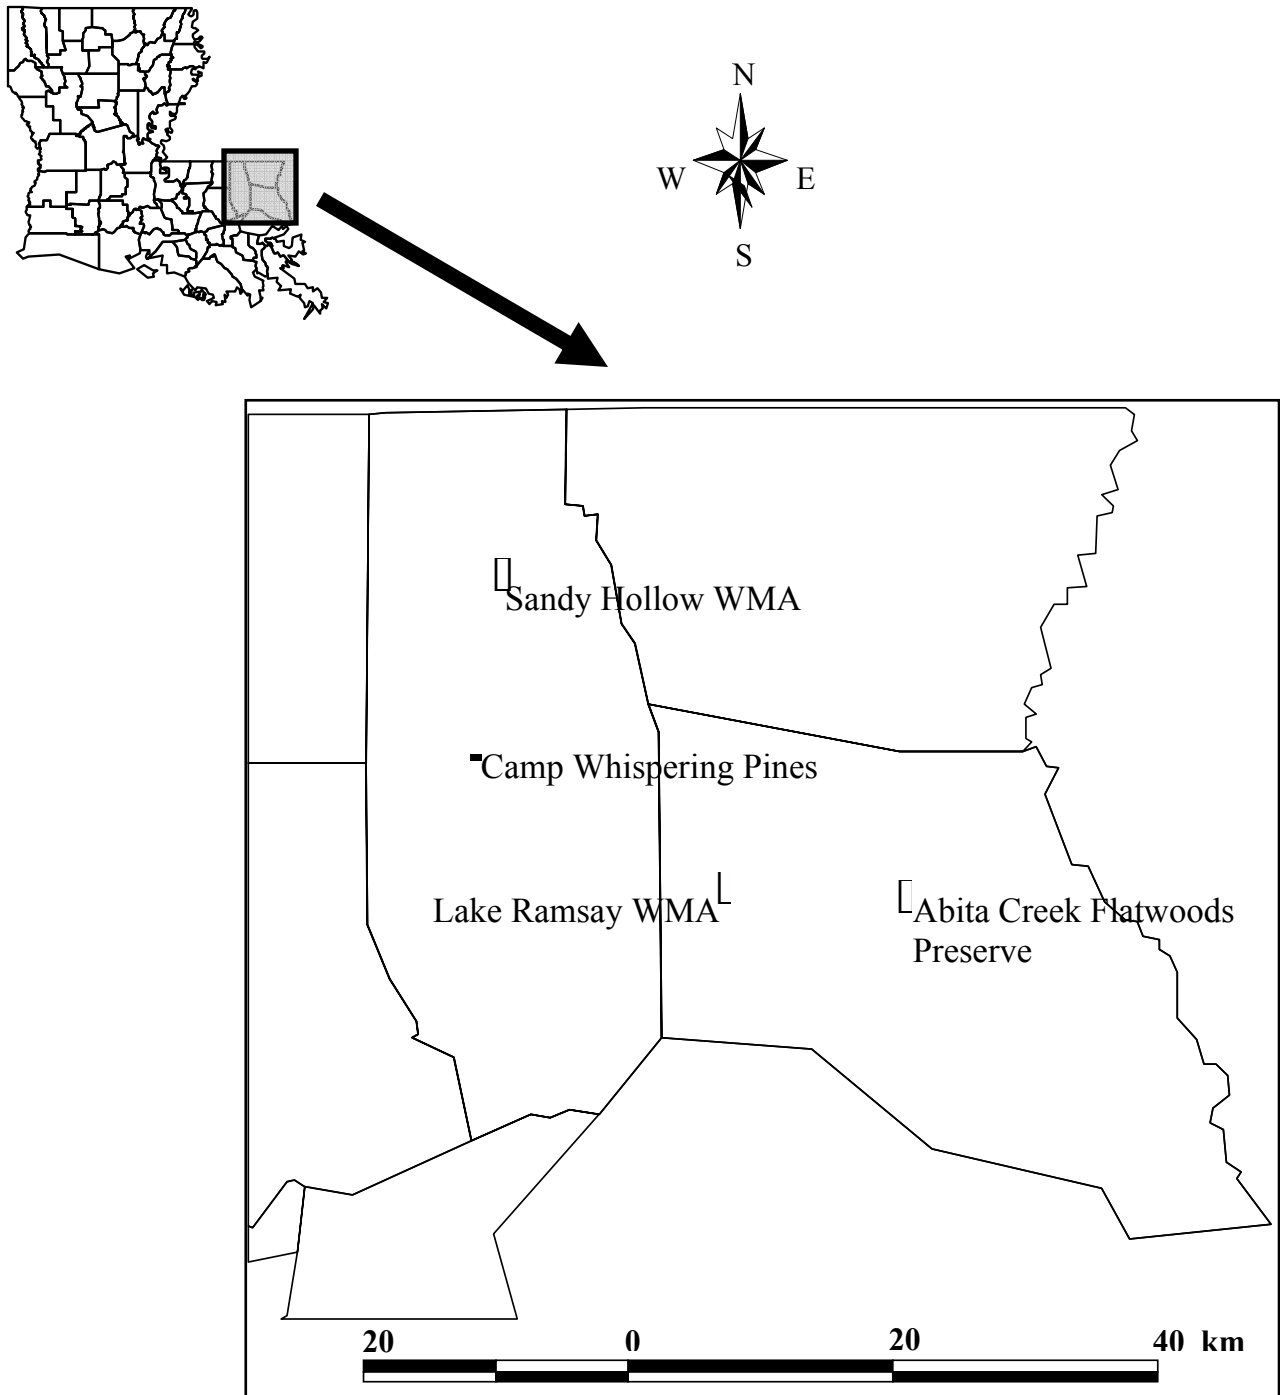 N
W E
S
Sandy Hollow WMA
Camp Whispering Pines
Lake Ramsay WMA
Abita Creek Flatwoods
Preserve
20 0 20 40 km